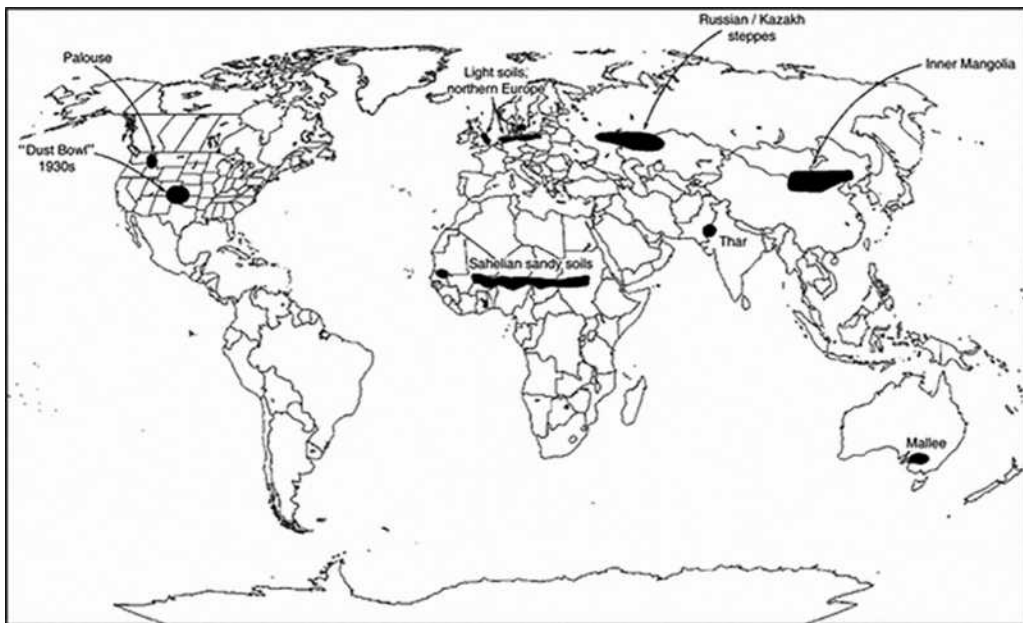 Russian / Kazakh
steppes
Palouse
Light soils,
northern Europe
Inner Mangolia
"Dust Bowl"
1930s
Thar
Sahelian sandy soils
Mallee